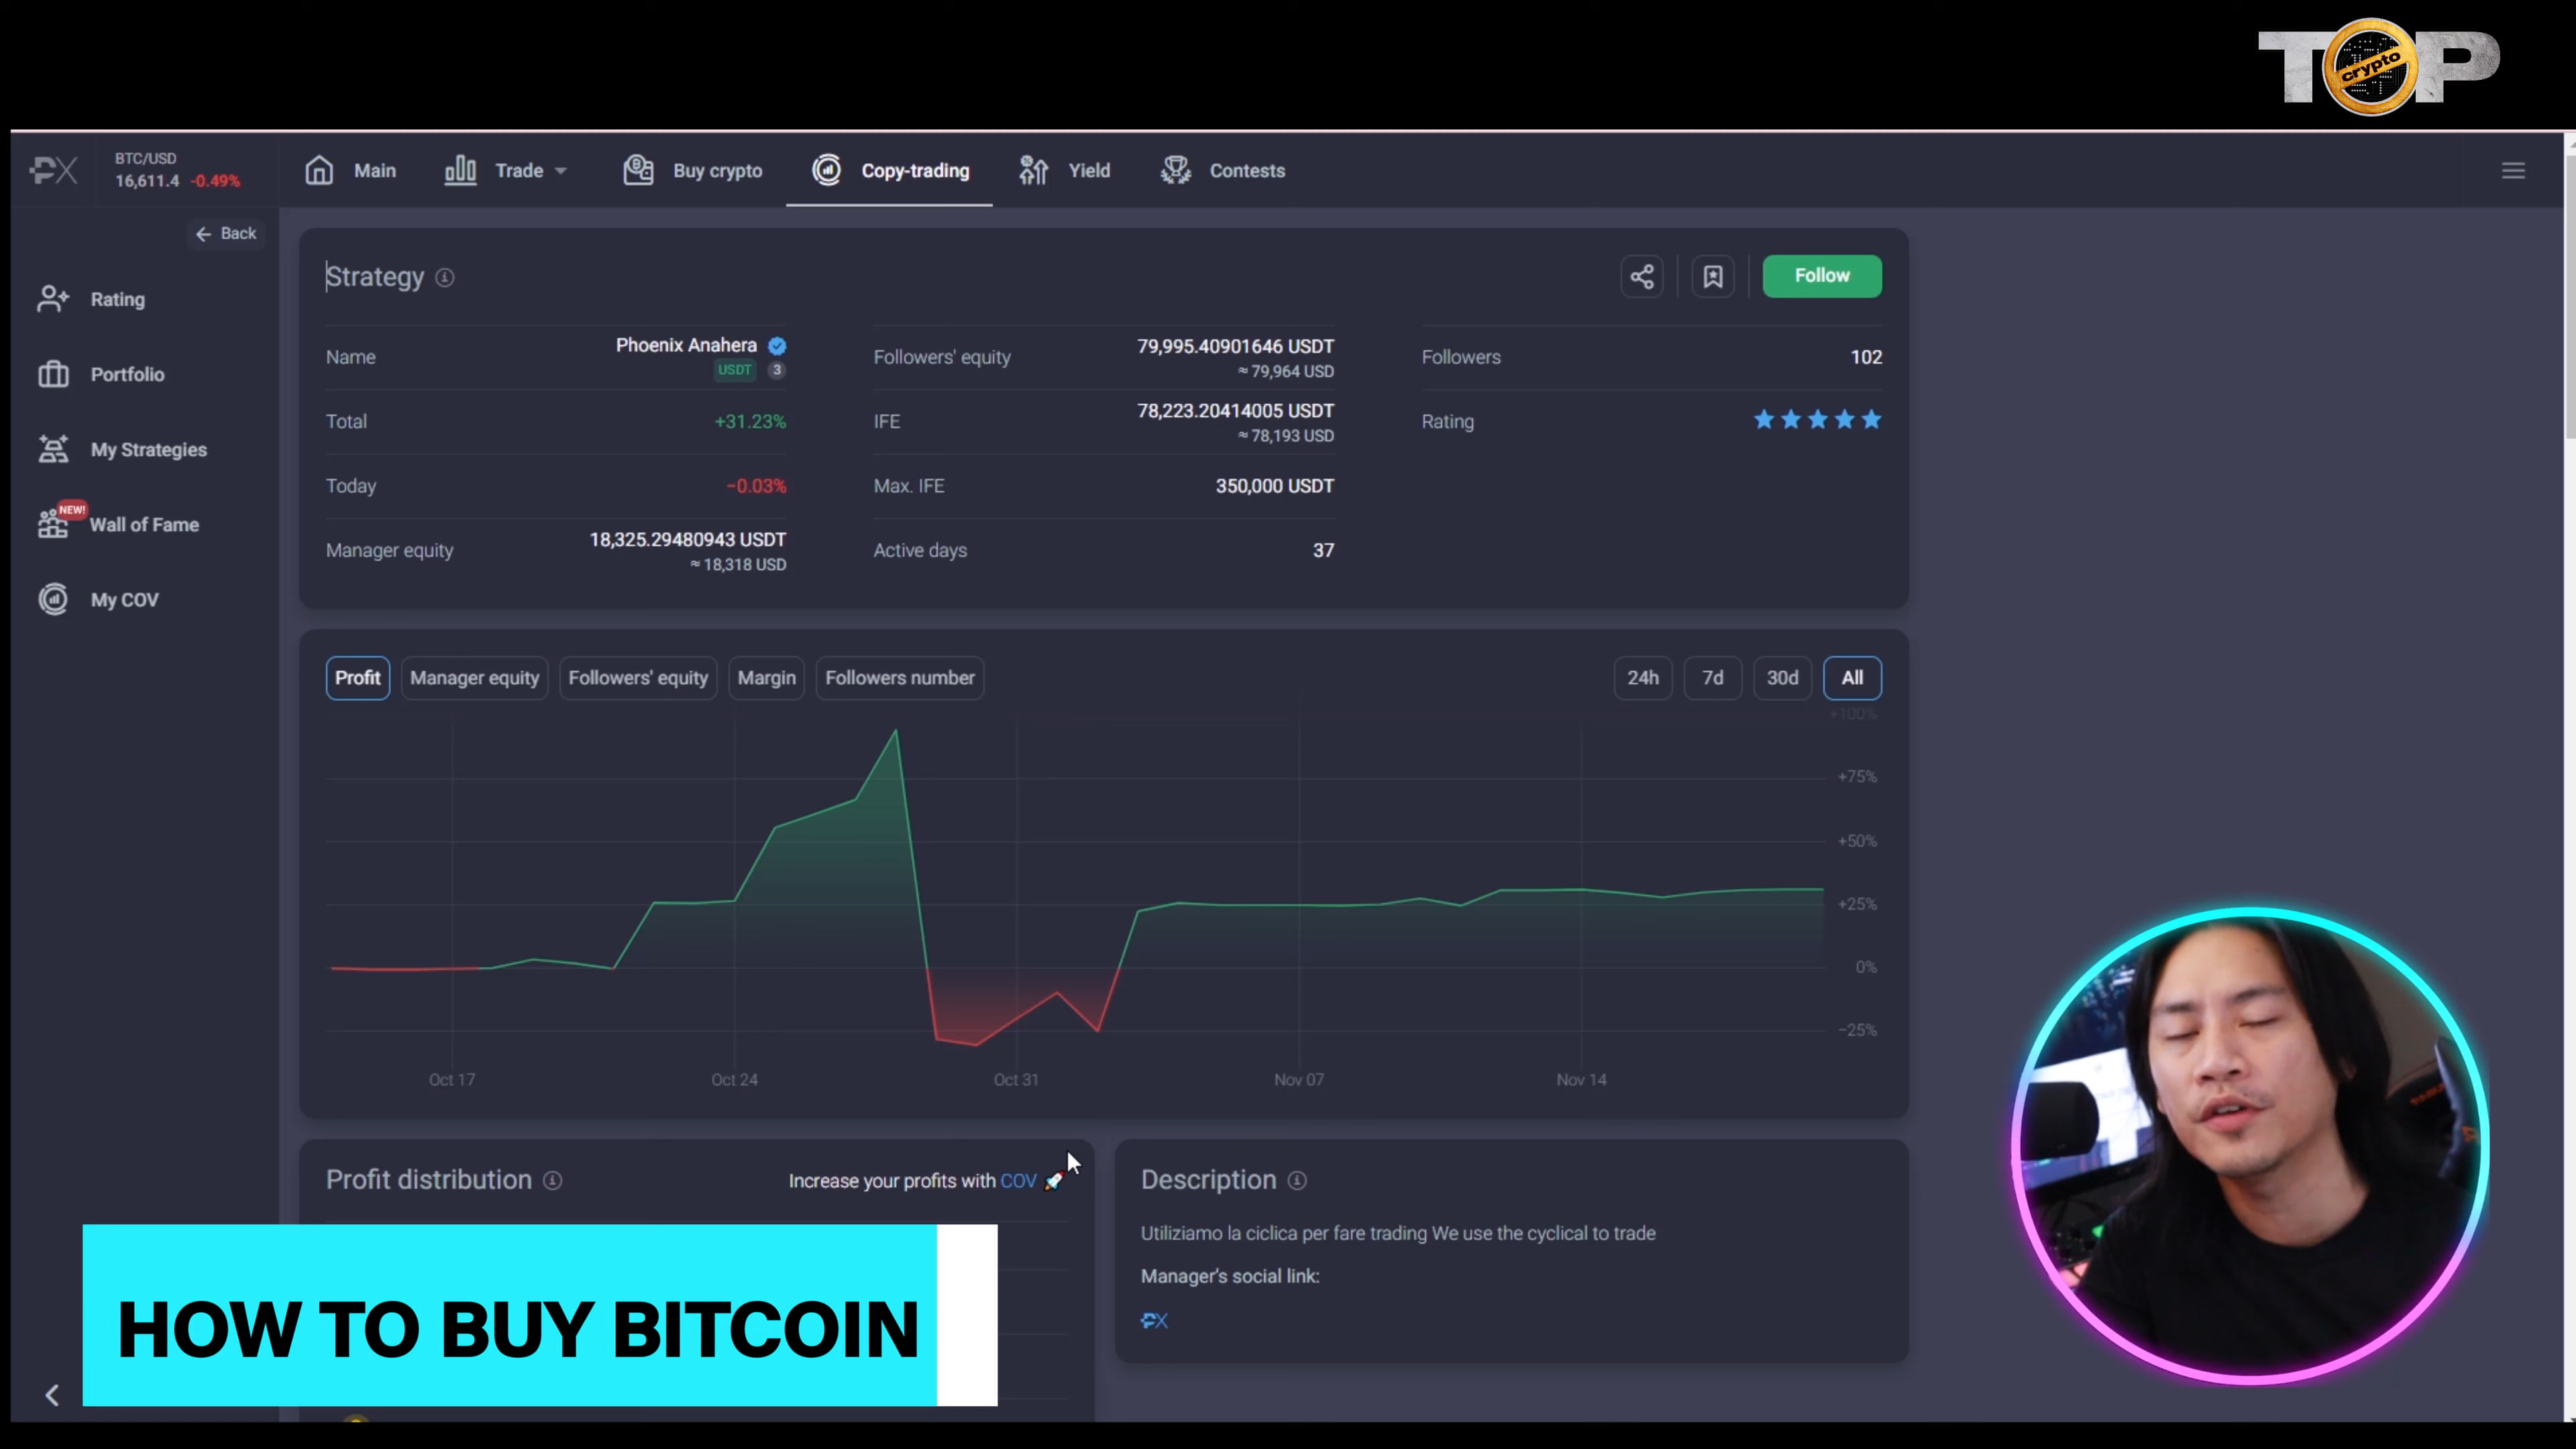 TOP
crypto
PX
BTC/USD
16,611.4 -0.49%
Main
Trade
Buy crypto
Copy-trading
Yield
Contests
Back
Rating
Portfolio
My Strategies
NEW!
Wall of Fame
My COV
Strategy
Follow
Name
Phoenix Anahera
USDT 3
Total
+31.23%
Today
−0.03%
Manager equity
18,325.29480943 USDT
≈ 18,318 USD
Followers' equity
79,995.40901646 USDT
≈ 79,964 USD
IFE
78,223.20414005 USDT
≈ 78,193 USD
Max. IFE
350,000 USDT
Active days
37
Followers
102
Rating
Profit
Manager equity
Followers' equity
Margin
Followers number
24h
7d
30d
All
+100%
+75%
+50%
+25%
0%
−25%
Oct 17
Oct 24
Oct 31
Nov 07
Nov 14
Profit distribution
Increase your profits with COV
Description
Utiliziamo la ciclica per fare trading We use the cyclical to trade
Manager's social link:
PX
HOW TO BUY BITCOIN